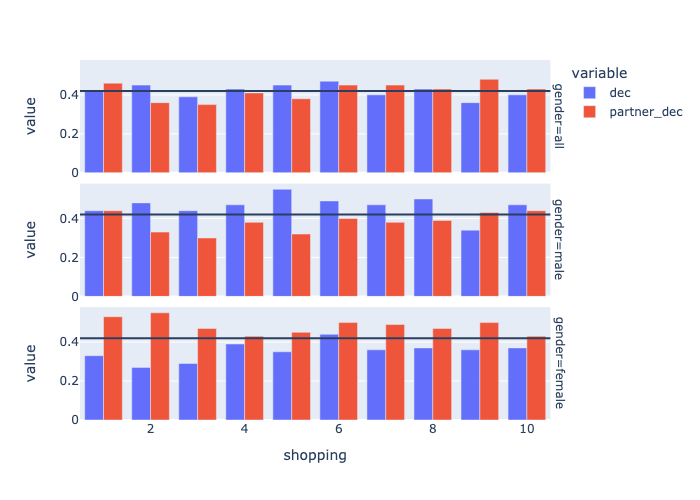 variable
dec
partner_dec
value
0.4
0.2
0
gender=all
value
0.4
0.2
0
gender=male
value
0.4
0.2
0
gender=female
2
4
6
8
10
shopping